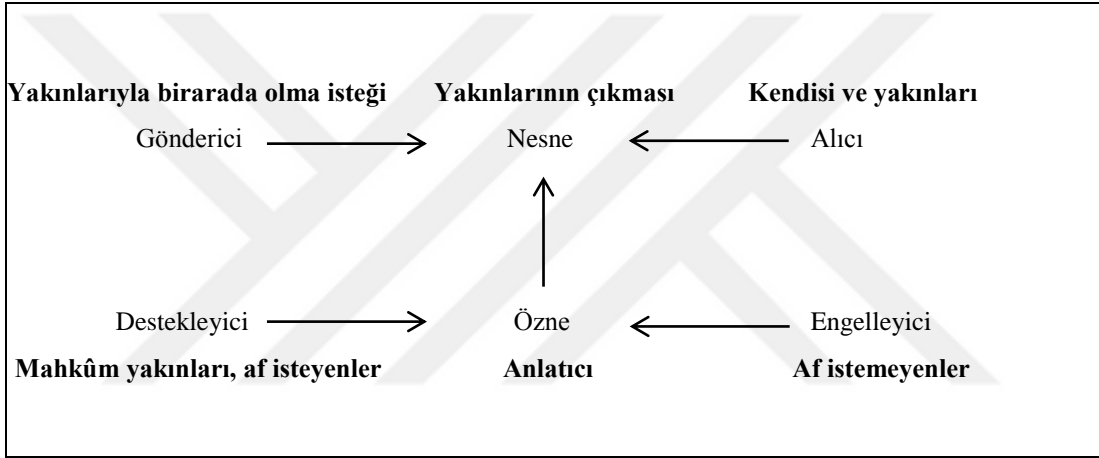 Yakınlarıyla birarada olma isteği Yakınlarının çıkması Kendisi ve yakınları
Gönderici Nesne Alıcı
Destekleyici Özne Engelleyici
Mahkûm yakınları, af isteyenler Anlatıcı Af istemeyenler